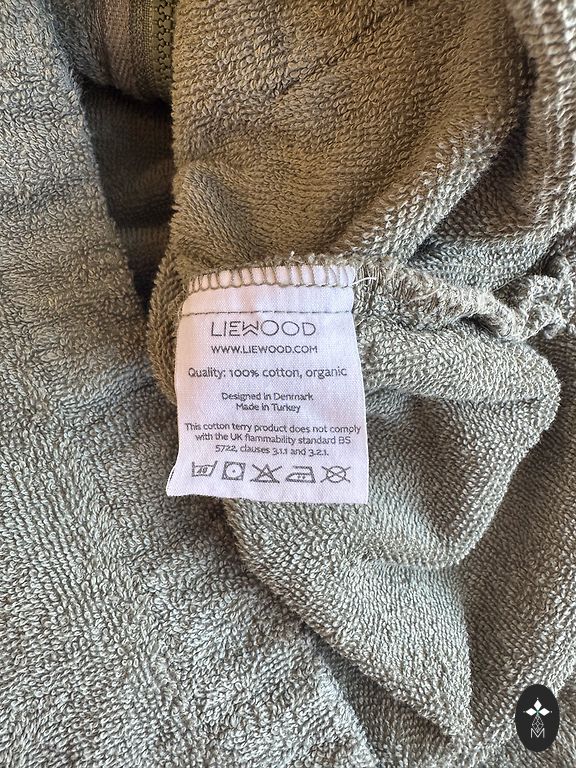 LIEWOOD
WWW.LIEWOOD.COM
Quality: 100% cotton, organic
Designed in Denmark
Made in Turkey
This cotton terry product does not comply
with the UK flammability standard BS
5722, clauses 3.1.1 and 3.2.1.
40
M